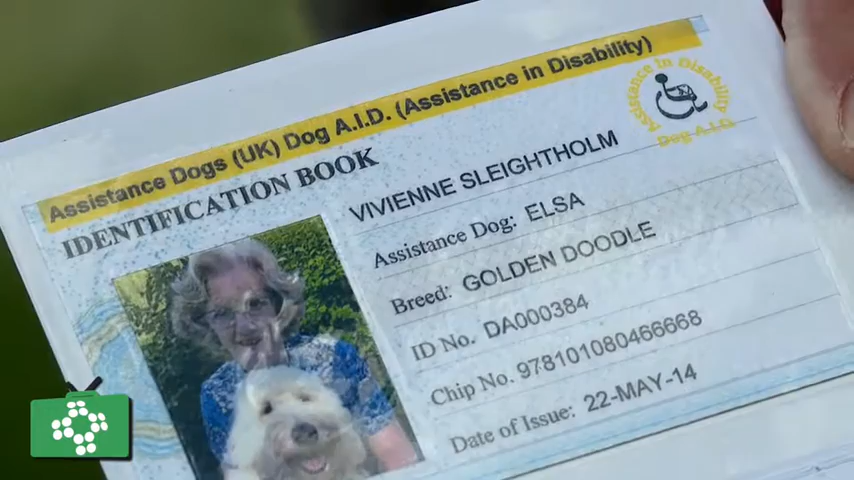 Assistance Dogs (UK) Dog A.I.D. (Assistance in Disability)
IDENTIFICATION BOOK
Assistance in Disability
Dog A.I.D.
VIVIENNE SLEIGHTHOLM
Assistance Dog: ELSA
Breed: GOLDEN DOODLE
ID No. DA000384
Chip No. 978101080466668
Date of Issue: 22-MAY-14